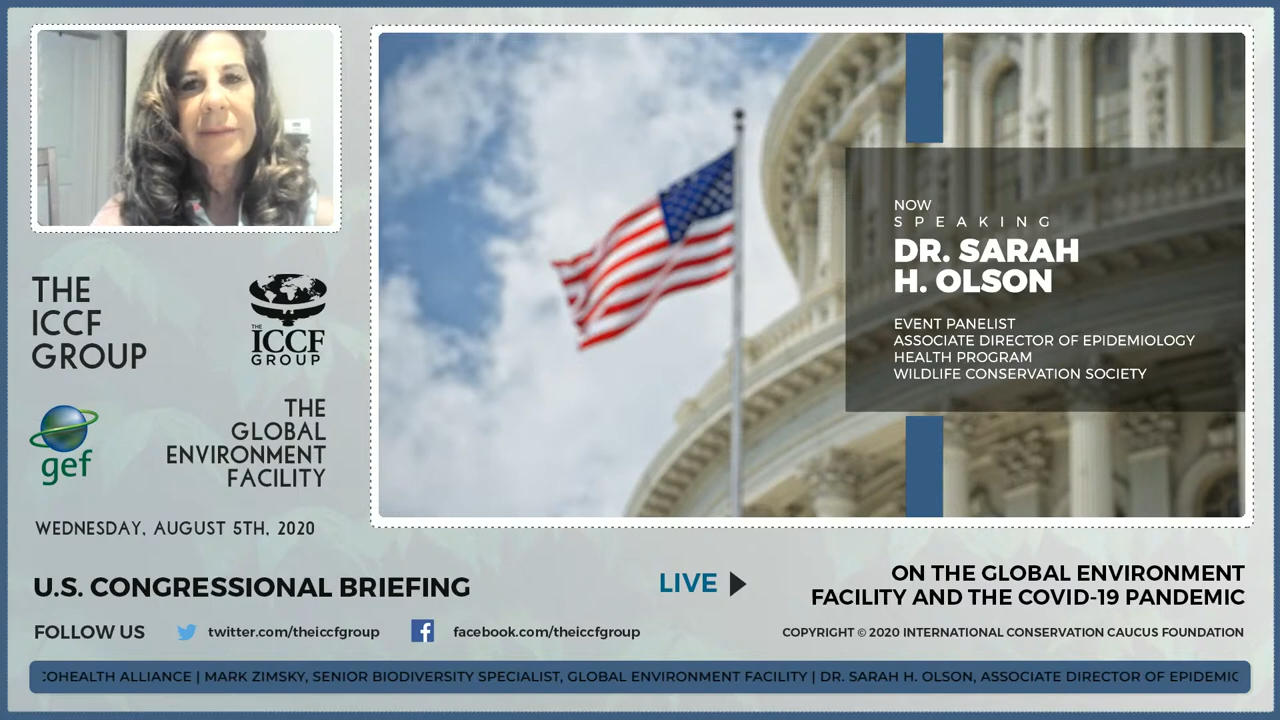 THE
ICCF
GROUP
THE
ICCF
GROUP
gef
THE
GLOBAL
ENVIRONMENT
FACILITY
WEDNESDAY, AUGUST 5TH, 2020
NOW
SPEAKING
DR. SARAH
H. OLSON
EVENT PANELIST
ASSOCIATE DIRECTOR OF EPIDEMIOLOGY
HEALTH PROGRAM
WILDLIFE CONSERVATION SOCIETY
U.S. CONGRESSIONAL BRIEFING
LIVE
ON THE GLOBAL ENVIRONMENT
FACILITY AND THE COVID-19 PANDEMIC
FOLLOW US
twitter.com/theiccfgroup
facebook.com/theiccfgroup
COPYRIGHT © 2020 INTERNATIONAL CONSERVATION CAUCUS FOUNDATION
OHEALTH ALLIANCE | MARK ZIMSKY, SENIOR BIODIVERSITY SPECIALIST, GLOBAL ENVIRONMENT FACILITY | DR. SARAH H. OLSON, ASSOCIATE DIRECTOR OF EPIDEMIC